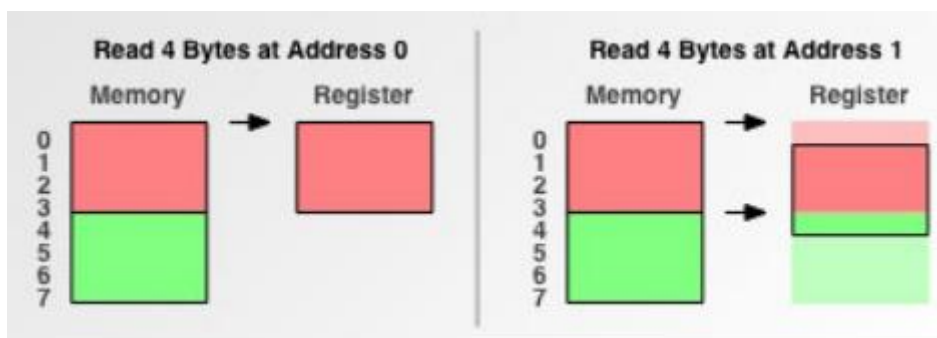 Read 4 Bytes at Address 0
Memory
Register
0
1
2
3
4
5
6
7
Read 4 Bytes at Address 1
Memory
Register
0
1
2
3
4
5
6
7